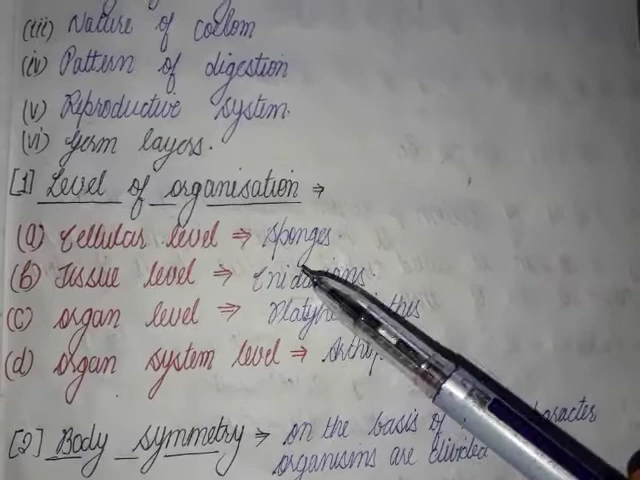 (iii) Nature of coelom
(iv) Pattern of digestion
(v) Reproductive system.
(vi) Germ layers.
[1] Level of organisation →
(a) Cellular level ⇒ Sponges.
(b) Tissue level ⇒
(c) organ level ⇒
(d) organ system level ⇒
[2] Body symmetry ⇒ on the basis of character
organisms are divided